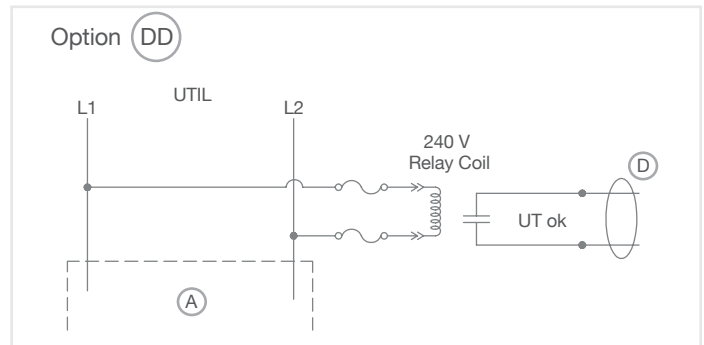 Option DD
UTIL
L1
L2
240 V
Relay Coil
D
UT ok
A